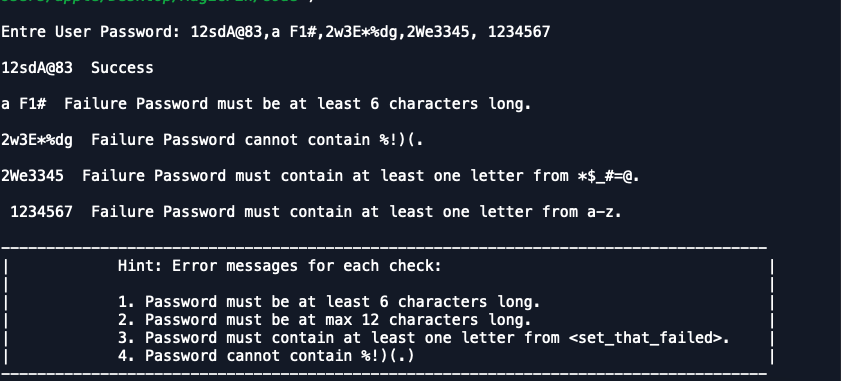 Entre User Password: 12sdA@83,a F1#,2w3E*%dg,2We3345, 1234567
12sdA@83  Success
a F1#  Failure Password must be at least 6 characters long.
2w3E*%dg  Failure Password cannot contain %!)(.
2We3345  Failure Password must contain at least one letter from *$_#=@.
 1234567  Failure Password must contain at least one letter from a-z.
Hint: Error messages for each check:
1. Password must be at least 6 characters long.
2. Password must be at max 12 characters long.
3. Password must contain at least one letter from <set_that_failed>.
4. Password cannot contain %!)(.)